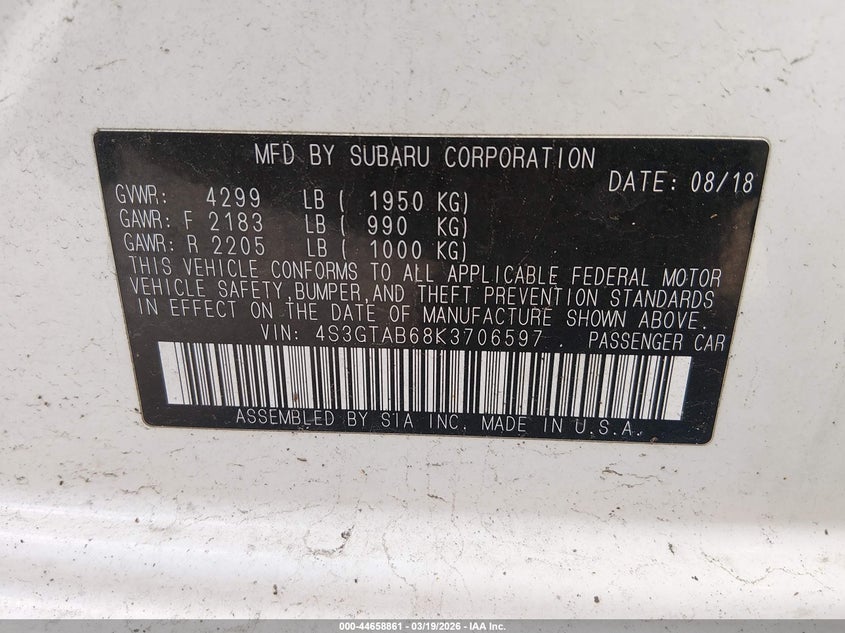 MFD BY SUBARU CORPORATION
DATE: 08/18
GVWR: 4299 LB ( 1950 KG)
GAWR: F 2183 LB ( 990 KG)
GAWR: R 2205 LB ( 1000 KG)
THIS VEHICLE CONFORMS TO ALL APPLICABLE FEDERAL MOTOR
VEHICLE SAFETY,BUMPER,AND THEFT PREVENTION STANDARDS
IN EFFECT ON THE DATE OF MANUFACTURE SHOWN ABOVE.
VIN: 4S3GTAB68K3706597 . PASSENGER CAR
ASSEMBLED BY SIA INC. MADE IN U.S.A.
000-44658861 | 03/19/2026 – IAA Inc.